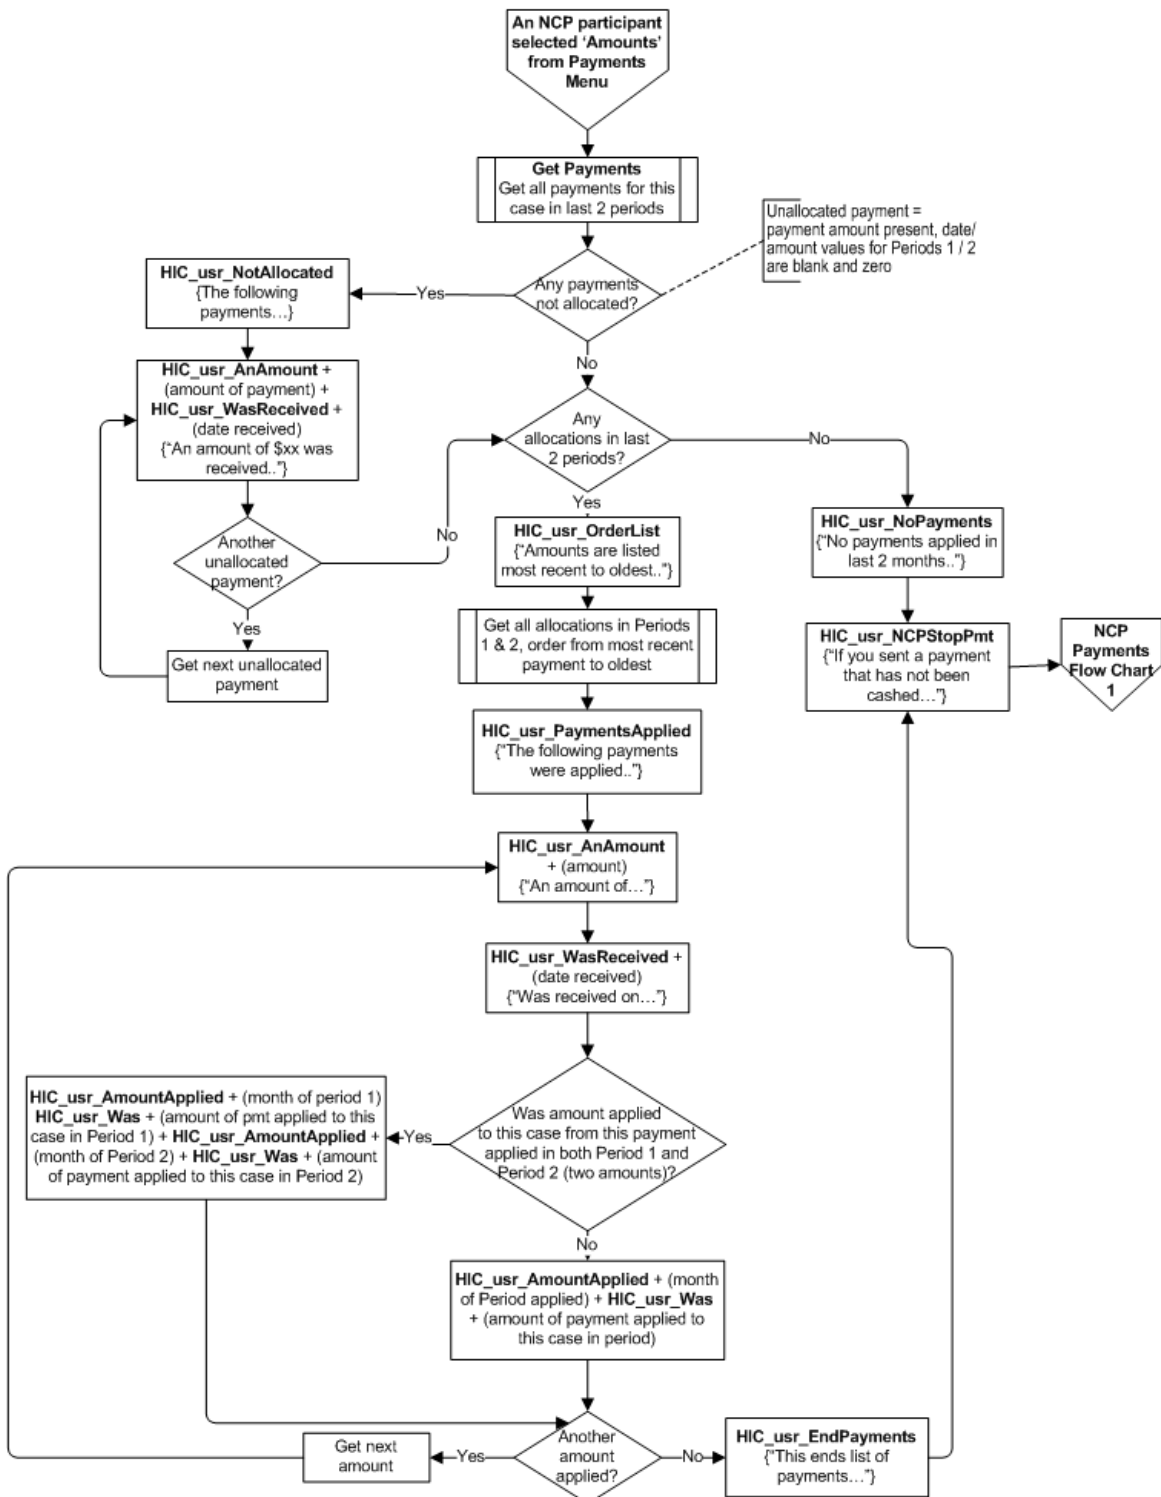 An NCP participant
selected ‘Amounts’
from Payments
Menu
Get Payments
Get all payments for this
case in last 2 periods
Unallocated payment =
payment amount present, date/
amount values for Periods 1 / 2
are blank and zero
HIC_usr_NotAllocated
{The following
payments…}
Yes
Any payments
not allocated?
No
HIC_usr_AnAmount +
(amount of payment) +
HIC_usr_WasReceived +
(date received)
{“An amount of $xx was
received..”}
Any
allocations in last
2 periods?
No
Yes
No
Another
unallocated
payment?
Yes
Get next unallocated
payment
HIC_usr_OrderList
{“Amounts are listed
most recent to oldest..”}
HIC_usr_NoPayments
{“No payments applied in
last 2 months..”}
Get all allocations in Periods
1 & 2, order from most recent
payment to oldest
HIC_usr_NCPStopPmt
{“If you sent a payment
that has not been
cashed…”}
NCP
Payments
Flow Chart
1
HIC_usr_PaymentsApplied
{“The following payments
were applied..”}
HIC_usr_AnAmount
+ (amount)
{“An amount of…”}
HIC_usr_WasReceived +
(date received)
{“Was received on…”}
HIC_usr_AmountApplied + (month of period 1)
HIC_usr_Was + (amount of pmt applied to this
case in Period 1) + HIC_usr_AmountApplied +
(month of Period 2) + HIC_usr_Was + (amount
of payment applied to this case in Period 2)
Yes
Was amount applied
to this case from this payment
applied in both Period 1 and
Period 2 (two amounts)?
No
HIC_usr_AmountApplied + (month
of Period applied) + HIC_usr_Was
+ (amount of payment applied to
this case in period)
Get next
amount
Yes
Another
amount
applied?
No
HIC_usr_EndPayments
{“This ends list of
payments…”}